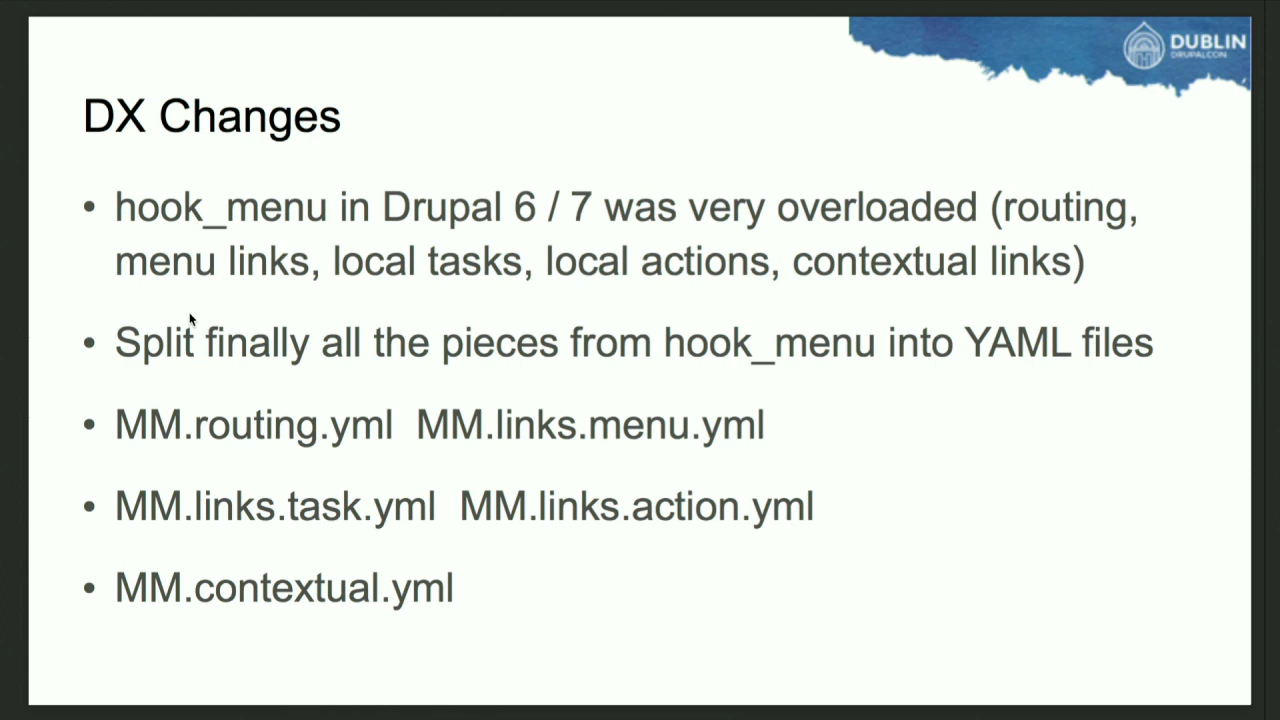 DUBLIN
DRUPALCON
DX Changes
• hook_menu in Drupal 6 / 7 was very overloaded (routing,
menu links, local tasks, local actions, contextual links)
• Split finally all the pieces from hook_menu into YAML files
• MM.routing.yml  MM.links.menu.yml
• MM.links.task.yml  MM.links.action.yml
• MM.contextual.yml